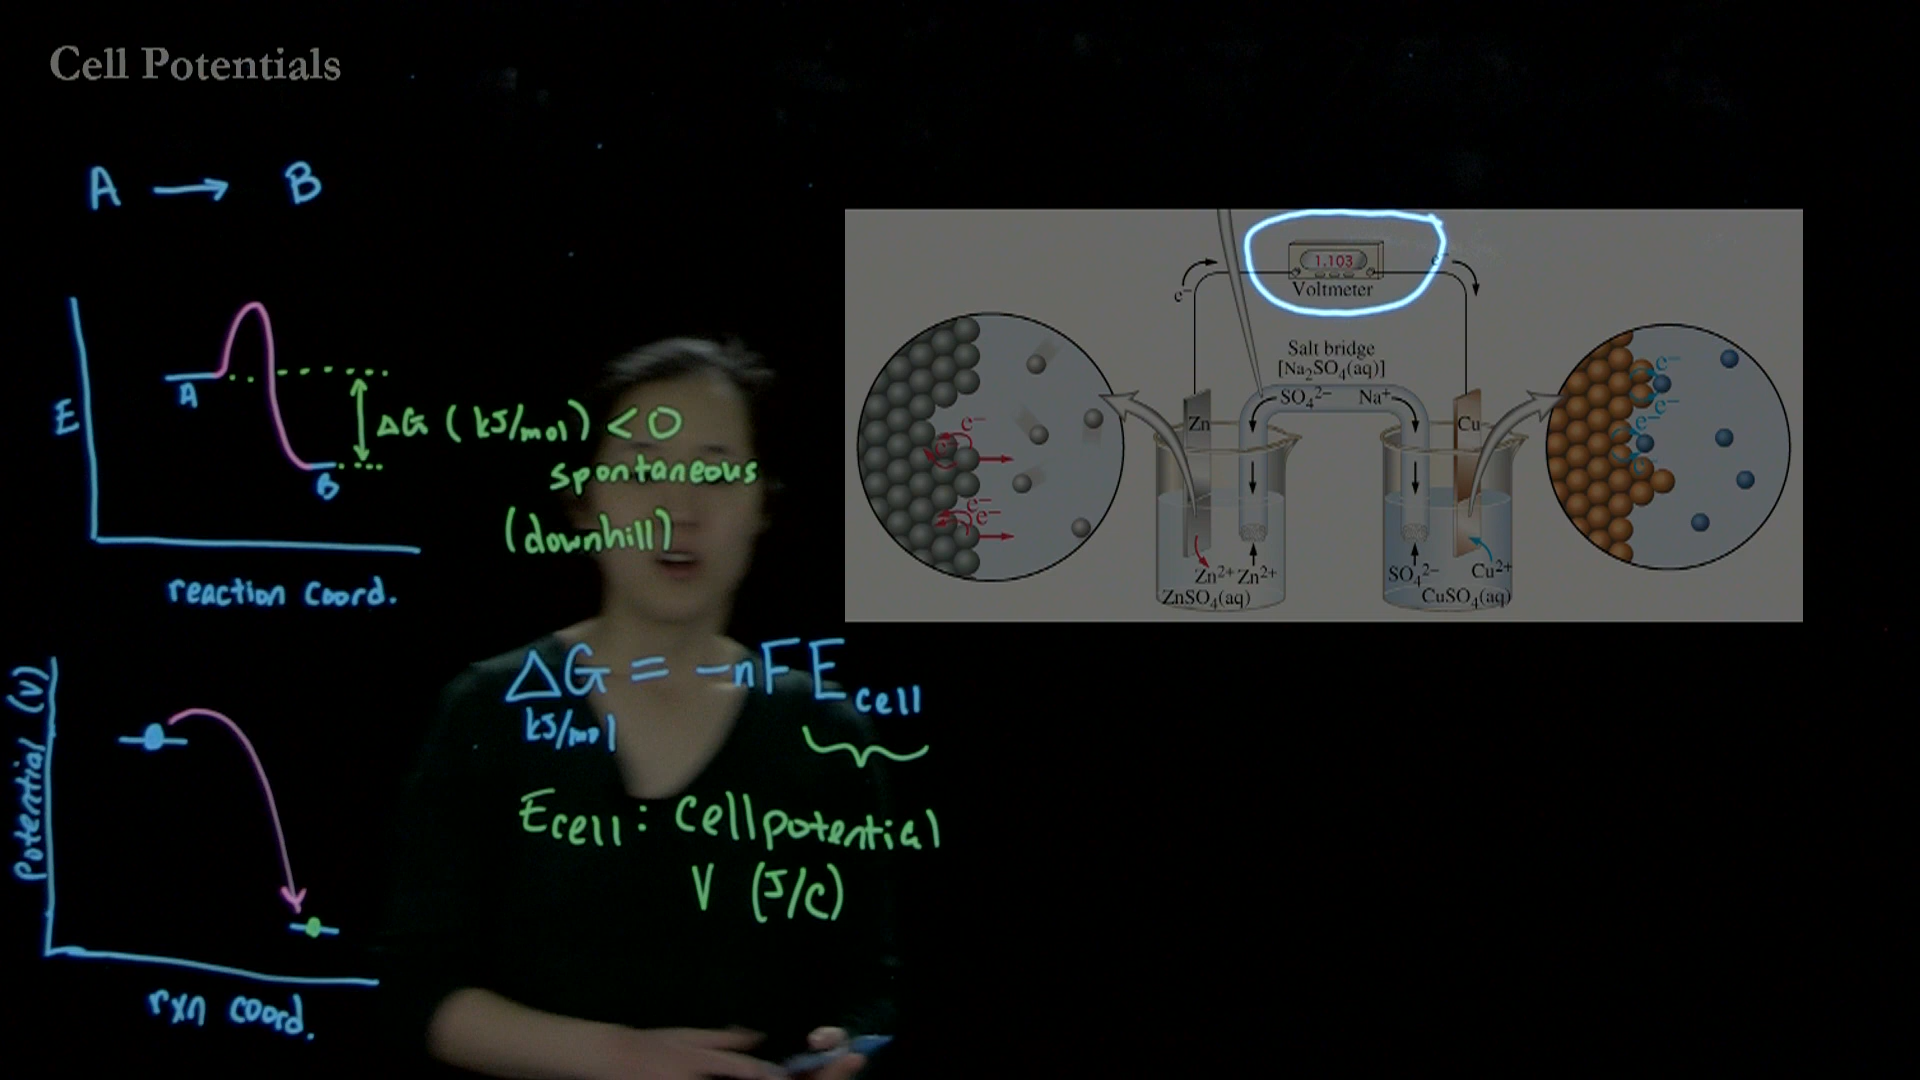 Cell Potentials
A → B
E
A
B
ΔG (kJ/mol) < 0
spontaneous
(downhill)
reaction coord.
Potential (V)
rxn coord.
ΔG = -nFE cell
kJ/mol
Ecell : cell potential
V (J/C)
1.103
Voltmeter
e⁻
e⁻
Salt bridge
[Na₂SO₄(aq)]
SO₄²⁻ Na⁺
Zn
Cu
e⁻
e⁻
e⁻
e⁻
e⁻
e⁻
e⁻
e⁻
Zn²⁺ Zn²⁺
ZnSO₄(aq)
SO₄²⁻ Cu²⁺
CuSO₄(aq)